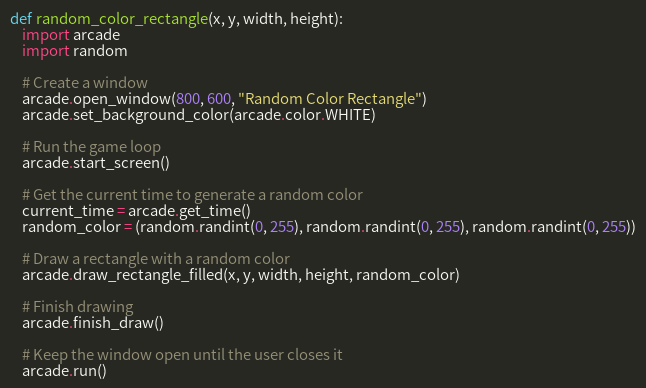 def random_color_rectangle(x, y, width, height):
import arcade
import random
# Create a window
arcade.open_window(800, 600, "Random Color Rectangle")
arcade.set_background_color(arcade.color.WHITE)
# Run the game loop
arcade.start_screen()
# Get the current time to generate a random color
current_time = arcade.get_time()
random_color = (random.randint(0, 255), random.randint(0, 255), random.randint(0, 255))
# Draw a rectangle with a random color
arcade.draw_rectangle_filled(x, y, width, height, random_color)
# Finish drawing
arcade.finish_draw()
# Keep the window open until the user closes it
arcade.run()